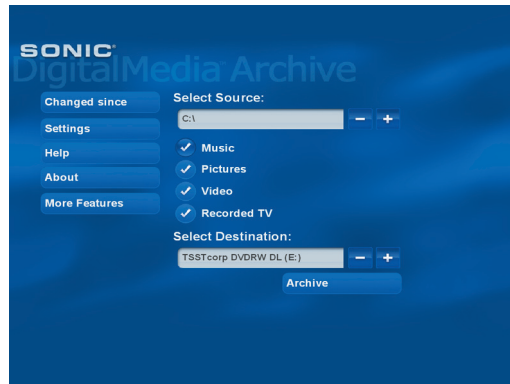 SONIC
DigitalMedia Archive
Changed since
Settings
Help
About
More Features
Select Source:
C:\
− +
Music
Pictures
Video
Recorded TV
Select Destination:
TSSTcorp DVDRW DL (E:)
− +
Archive